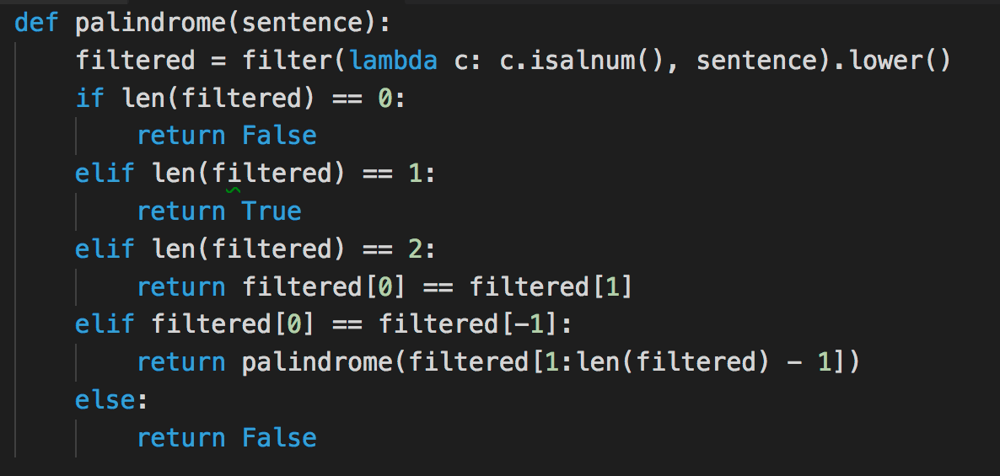 def palindrome(sentence):
    filtered = filter(lambda c: c.isalnum(), sentence).lower()
    if len(filtered) == 0:
        return False
    elif len(filtered) == 1:
        return True
    elif len(filtered) == 2:
        return filtered[0] == filtered[1]
    elif filtered[0] == filtered[-1]:
        return palindrome(filtered[1:len(filtered) - 1])
    else:
        return False